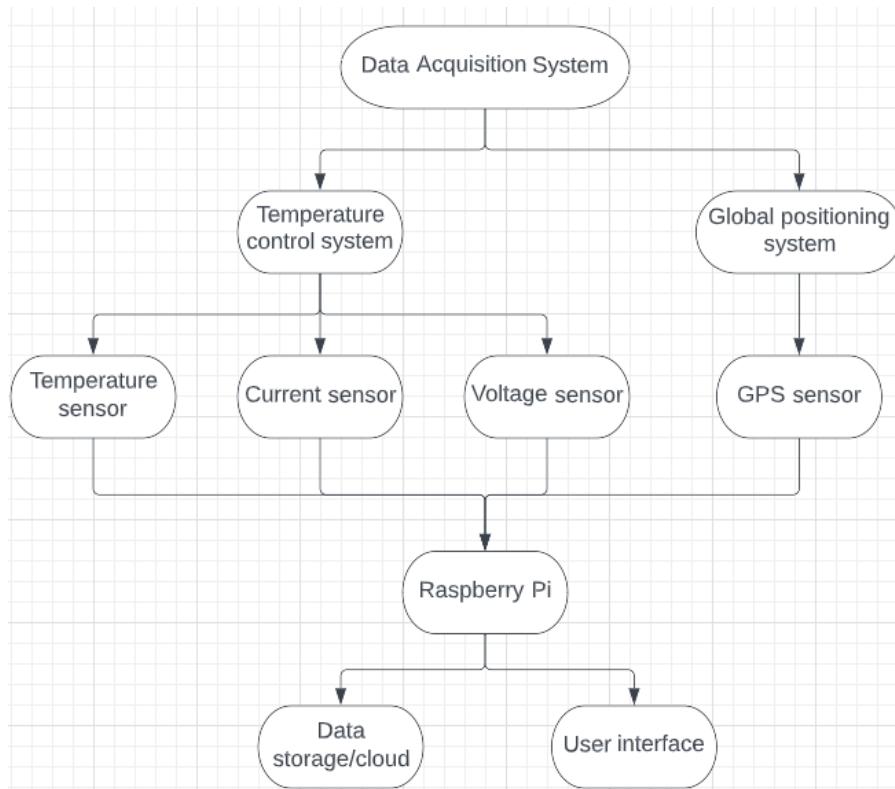 Data Acquisition System
Temperature
control system
Global positioning
system
Temperature
sensor
Current sensor
Voltage sensor
GPS sensor
Raspberry Pi
Data
storage/cloud
User interface